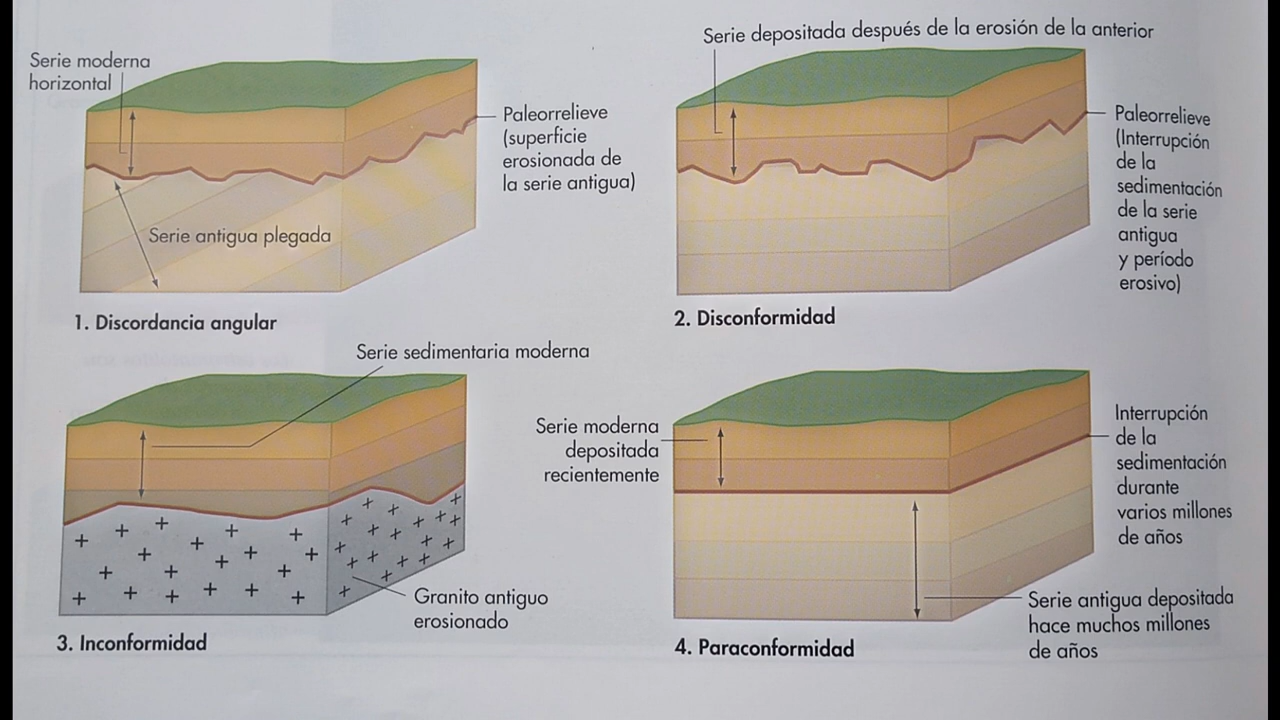 Serie moderna
horizontal
Paleorrelieve
(superficie
erosionada de
la serie antigua)
Serie antigua plegada
1. Discordancia angular
Serie depositada después de la erosión de la anterior
Paleorrelieve
(Interrupción
de la
sedimentación
de la serie
antigua
y período
erosivo)
2. Disconformidad
Serie sedimentaria moderna
Granito antiguo
erosionado
3. Inconformidad
Serie moderna
depositada
recientemente
Interrupción
de la
sedimentación
durante
varios millones
de años
Serie antigua depositada
hace muchos millones
de años
4. Paraconformidad